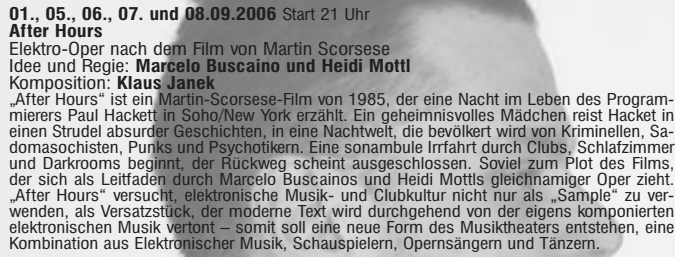 01., 05., 06., 07. und 08.09.2006 Start 21 Uhr
After Hours
Elektro-Oper nach dem Film von Martin Scorsese
Idee und Regie: Marcelo Buscaino und Heidi Mottl
Komposition: Klaus Janek
„After Hours“ ist ein Martin-Scorsese-Film von 1985, der eine Nacht im Leben des Program-
mierers Paul Hackett in Soho/New York erzählt. Ein geheimnisvolles Mädchen reist Hacket in
einen Strudel absurder Geschichten, in eine Nachtwelt, die bevölkert wird von Kriminellen, Sa-
domasochisten, Punks und Psychotikern. Eine sonambule Irrfahrt durch Clubs, Schlafzimmer
und Darkrooms beginnt, der Rückweg scheint ausgeschlossen. Soviel zum Plot des Films,
der sich als Leitfaden durch Marcelo Buscainos und Heidi Mottls gleichnamiger Oper zieht.
„After Hours“ versucht, elektronische Musik- und Clubkultur nicht nur als „Sample“ zu ver-
wenden, als Versatzstück, der moderne Text wird durchgehend von der eigens komponierten
elektronischen Musik vertont – somit soll eine neue Form des Musiktheaters entstehen, eine
Kombination aus Elektronischer Musik, Schauspielern, Opernsängern und Tänzern.